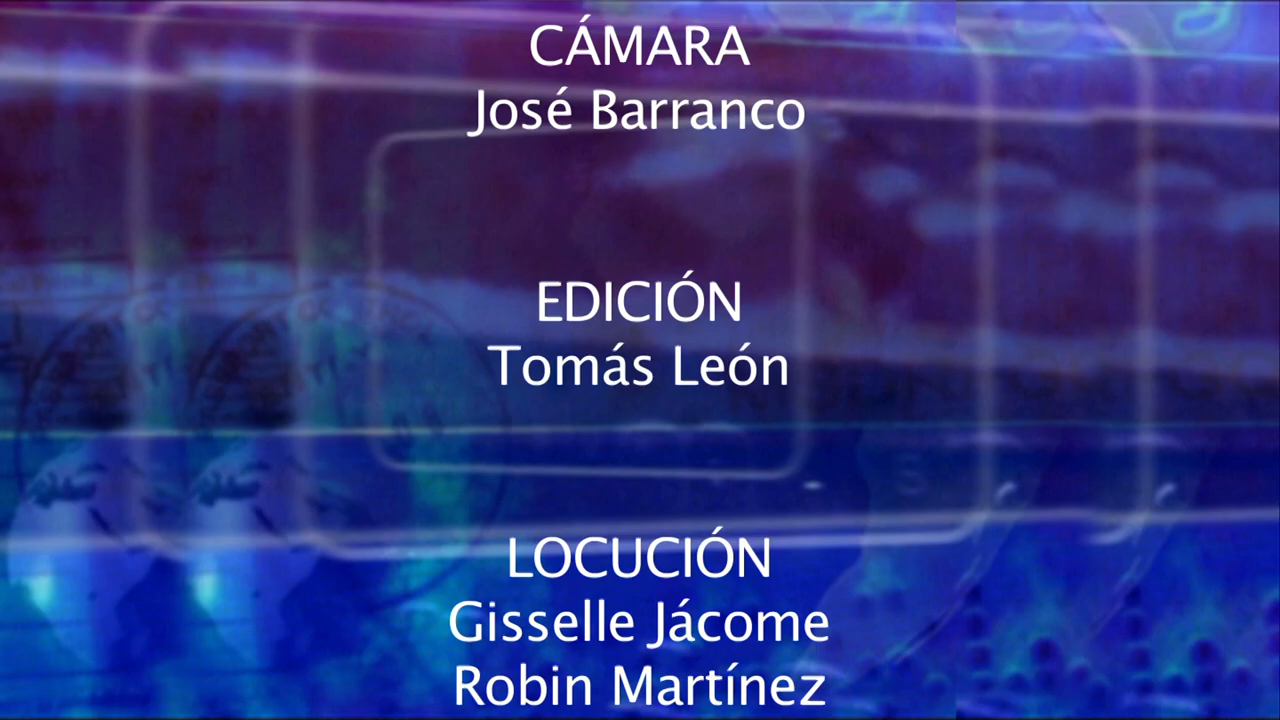 CÁMARA
José Barranco
EDICIÓN
Tomás León
LOCUCIÓN
Gisselle Jácome
Robin Martínez